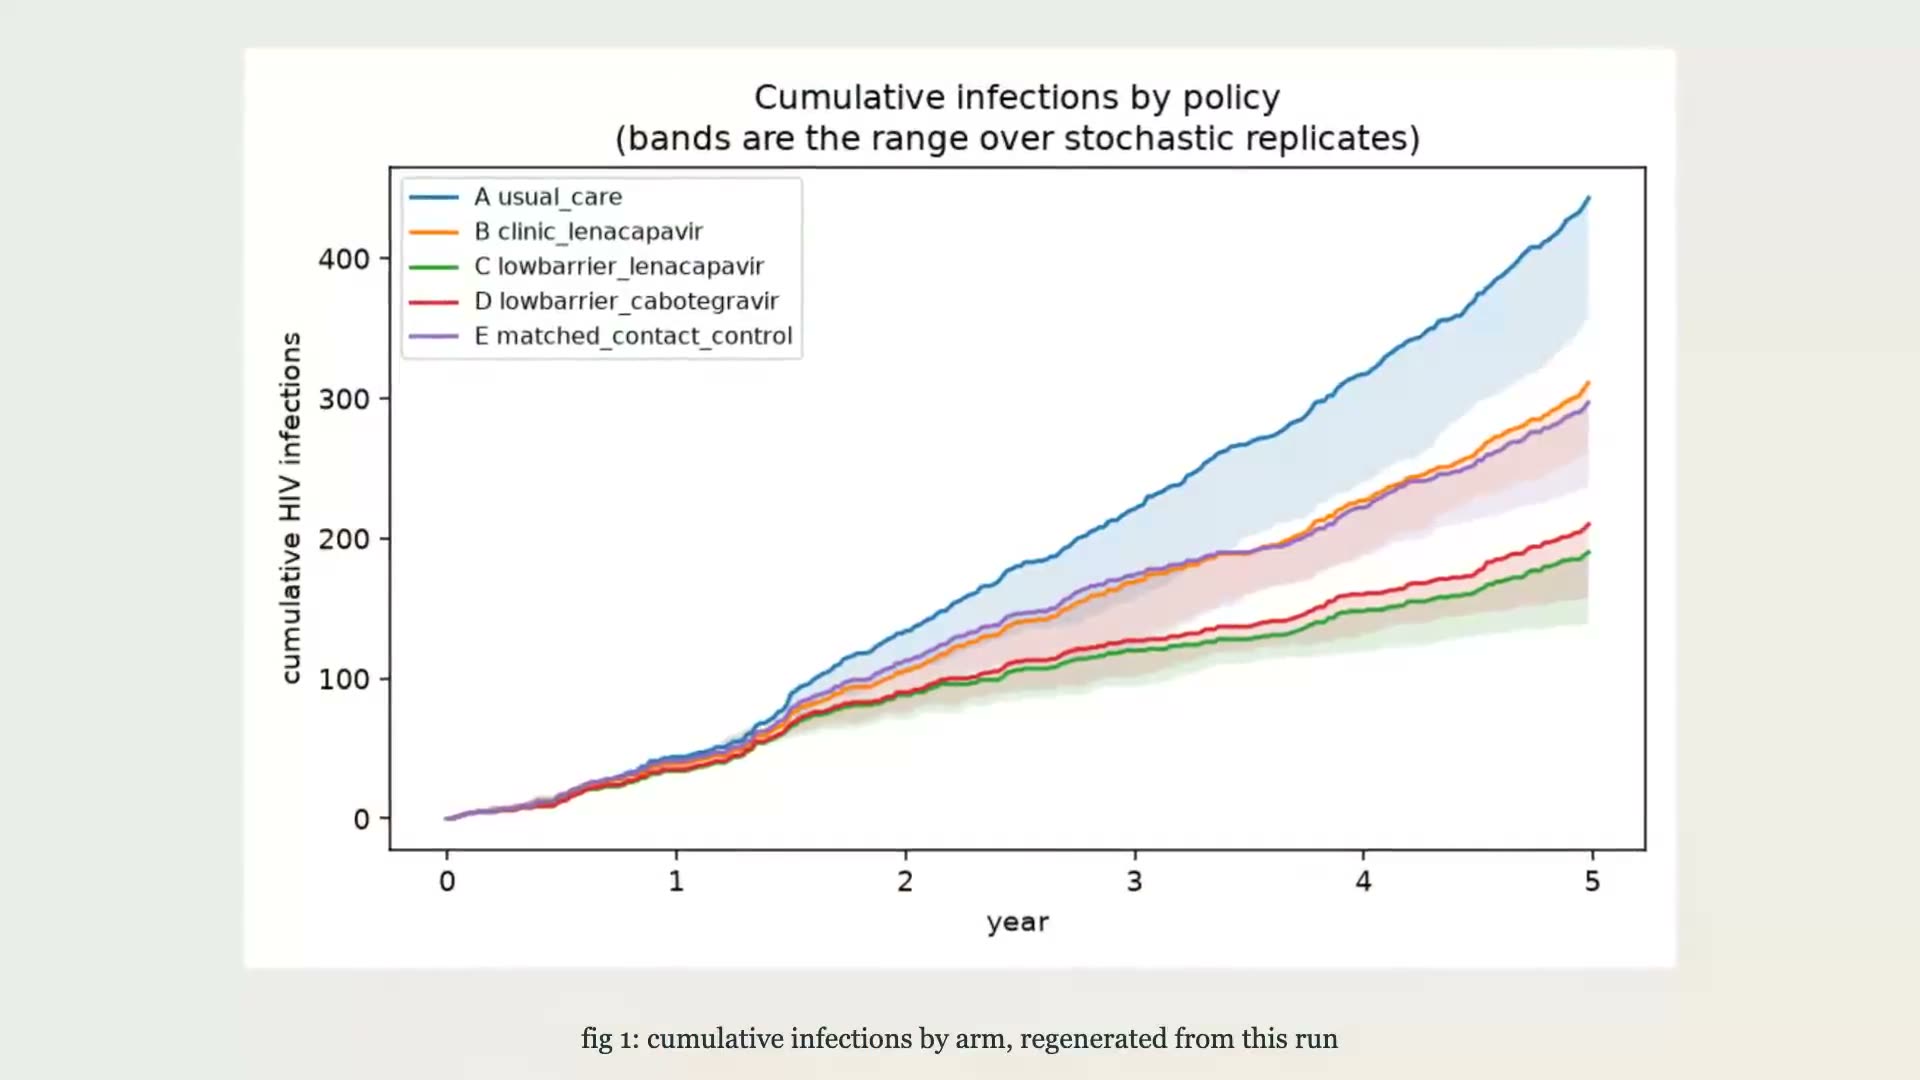 Cumulative infections by policy
(bands are the range over stochastic replicates)
A usual_care
B clinic_lenacapavir
C lowbarrier_lenacapavir
D lowbarrier_cabotegravir
E matched_contact_control
cumulative HIV infections
400
300
200
100
0
0 1 2 3 4 5
year
fig 1: cumulative infections by arm, regenerated from this run